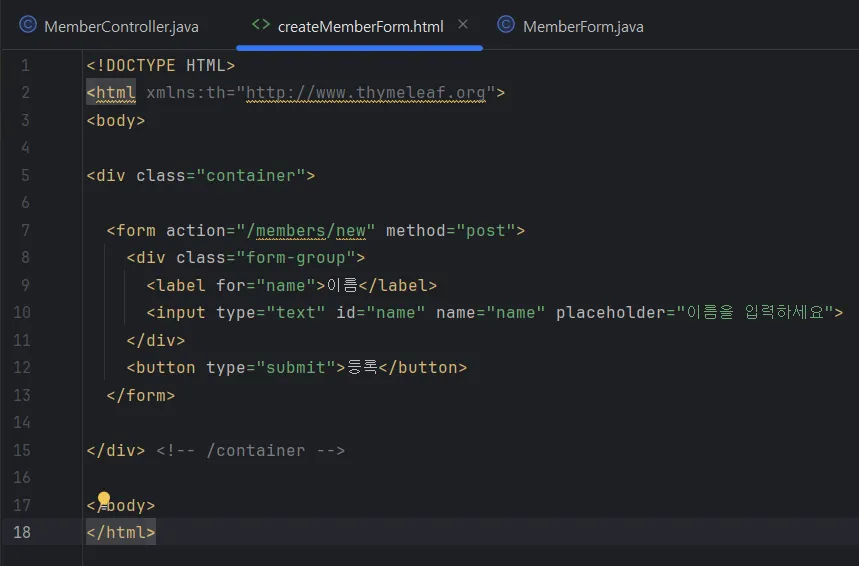 MemberController.java createMemberForm.html MemberForm.java
1 <!DOCTYPE HTML>
2 <html xmlns:th="http://www.thymeleaf.org">
3 <body>
4
5 <div class="container">
6
7 <form action="/members/new" method="post">
8 <div class="form-group">
9 <label for="name">이름</label>
10 <input type="text" id="name" name="name" placeholder="이름을 입력하세요">
11 </div>
12 <button type="submit">등록</button>
13 </form>
14
15 </div> <!-- /container -->
16
17 </body>
18 </html>